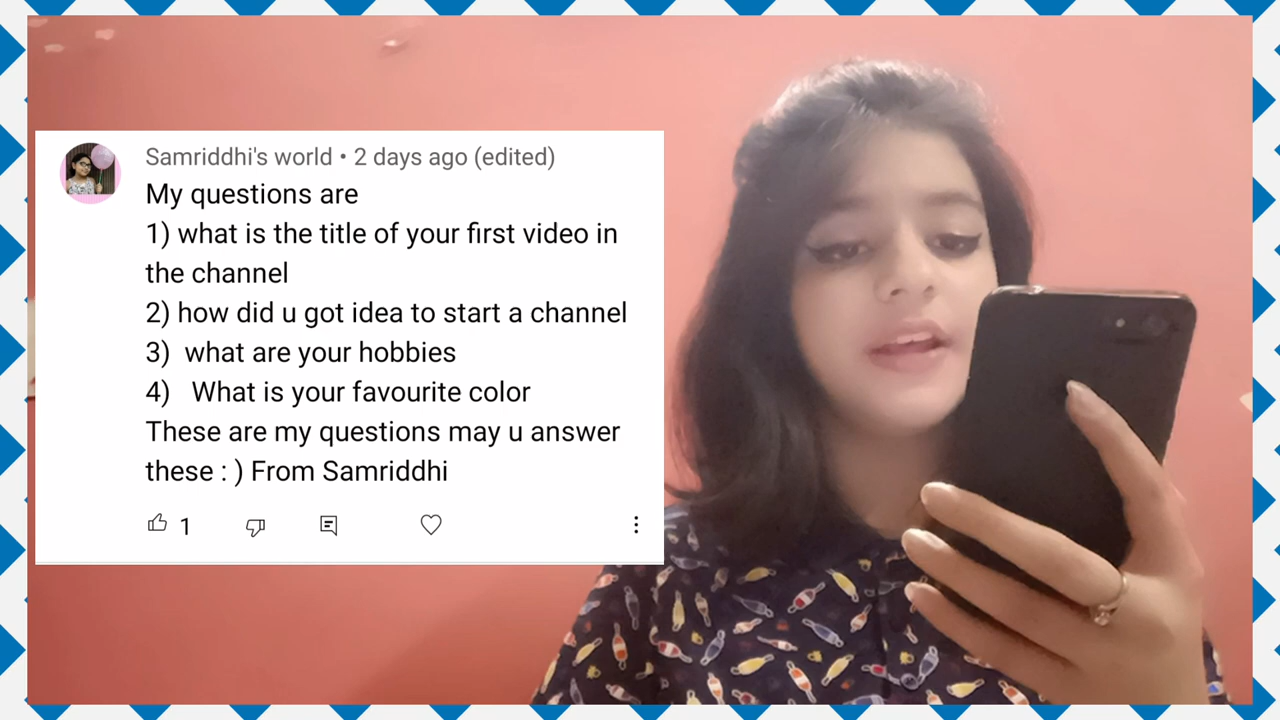 Samriddhi's world • 2 days ago (edited)
My questions are
1) what is the title of your first video in
the channel
2) how did u got idea to start a channel
3)  what are your hobbies
4)   What is your favourite color
These are my questions may u answer
these : ) From Samriddhi
1